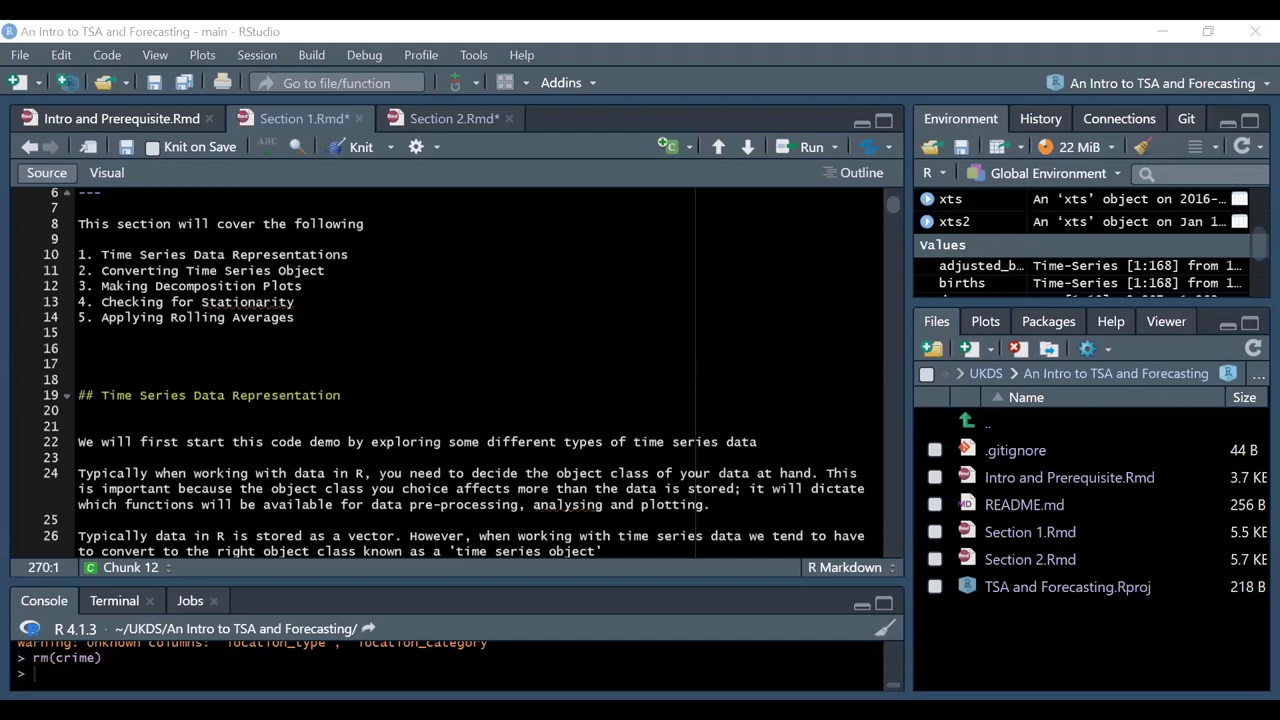 An Intro to TSA and Forecasting - main - RStudio
File Edit Code View Plots Session Build Debug Profile Tools Help
Go to file/function Addins An Intro to TSA and Forecasting
Intro and Prerequisite.Rmd Section 1.Rmd* Section 2.Rmd*
Knit on Save ABC Knit Run
Source Visual Outline
6 ---
7
8 This section will cover the following
9
10 1. Time Series Data Representations
11 2. Converting Time Series Object
12 3. Making Decomposition Plots
13 4. Checking for Stationarity
14 5. Applying Rolling Averages
15
16
17
18
19 ## Time Series Data Representation
20
21
22 We will first start this code demo by exploring some different types of time series data
23
24 Typically when working with data in R, you need to decide the object class of your data at hand. This
is important because the object class you choice affects more than the data is stored; it will dictate
which functions will be available for data pre-processing, analysing and plotting.
25
26 Typically data in R is stored as a vector. However, when working with time series data we tend to have
to convert to the right object class known as a 'time series object'
270:1 Chunk 12 R Markdown
Console Terminal Jobs
R 4.1.3 · ~/UKDS/An Intro to TSA and Forecasting/
Warning: Unknown columns: `location_type`, `location_category`
> rm(crime)
>
Environment History Connections Git
22 MiB
R Global Environment
xts An ‘xts’ object on 2016-…
xts2 An ‘xts’ object on Jan 1…
Values
adjusted_b… Time-Series [1:168] from 1…
births Time-Series [1:168] from 1…
Files Plots Packages Help Viewer
e > UKDS > An Intro to TSA and Forecasting ...
Name Size
..
.gitignore 44 B
Intro and Prerequisite.Rmd 3.7 KE
README.md 256 B
Section 1.Rmd 5.5 KE
Section 2.Rmd 5.7 KE
TSA and Forecasting.Rproj 218 B